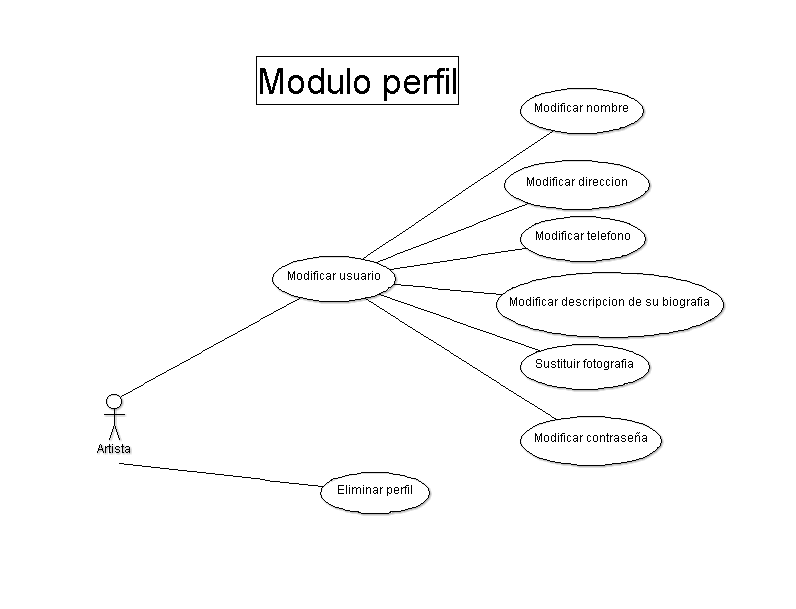 Modulo perfil
Modificar nombre
Modificar direccion
Modificar telefono
Modificar usuario
Modificar descripcion de su biografia
Sustituir fotografia
Modificar contraseña
Artista
Eliminar perfil